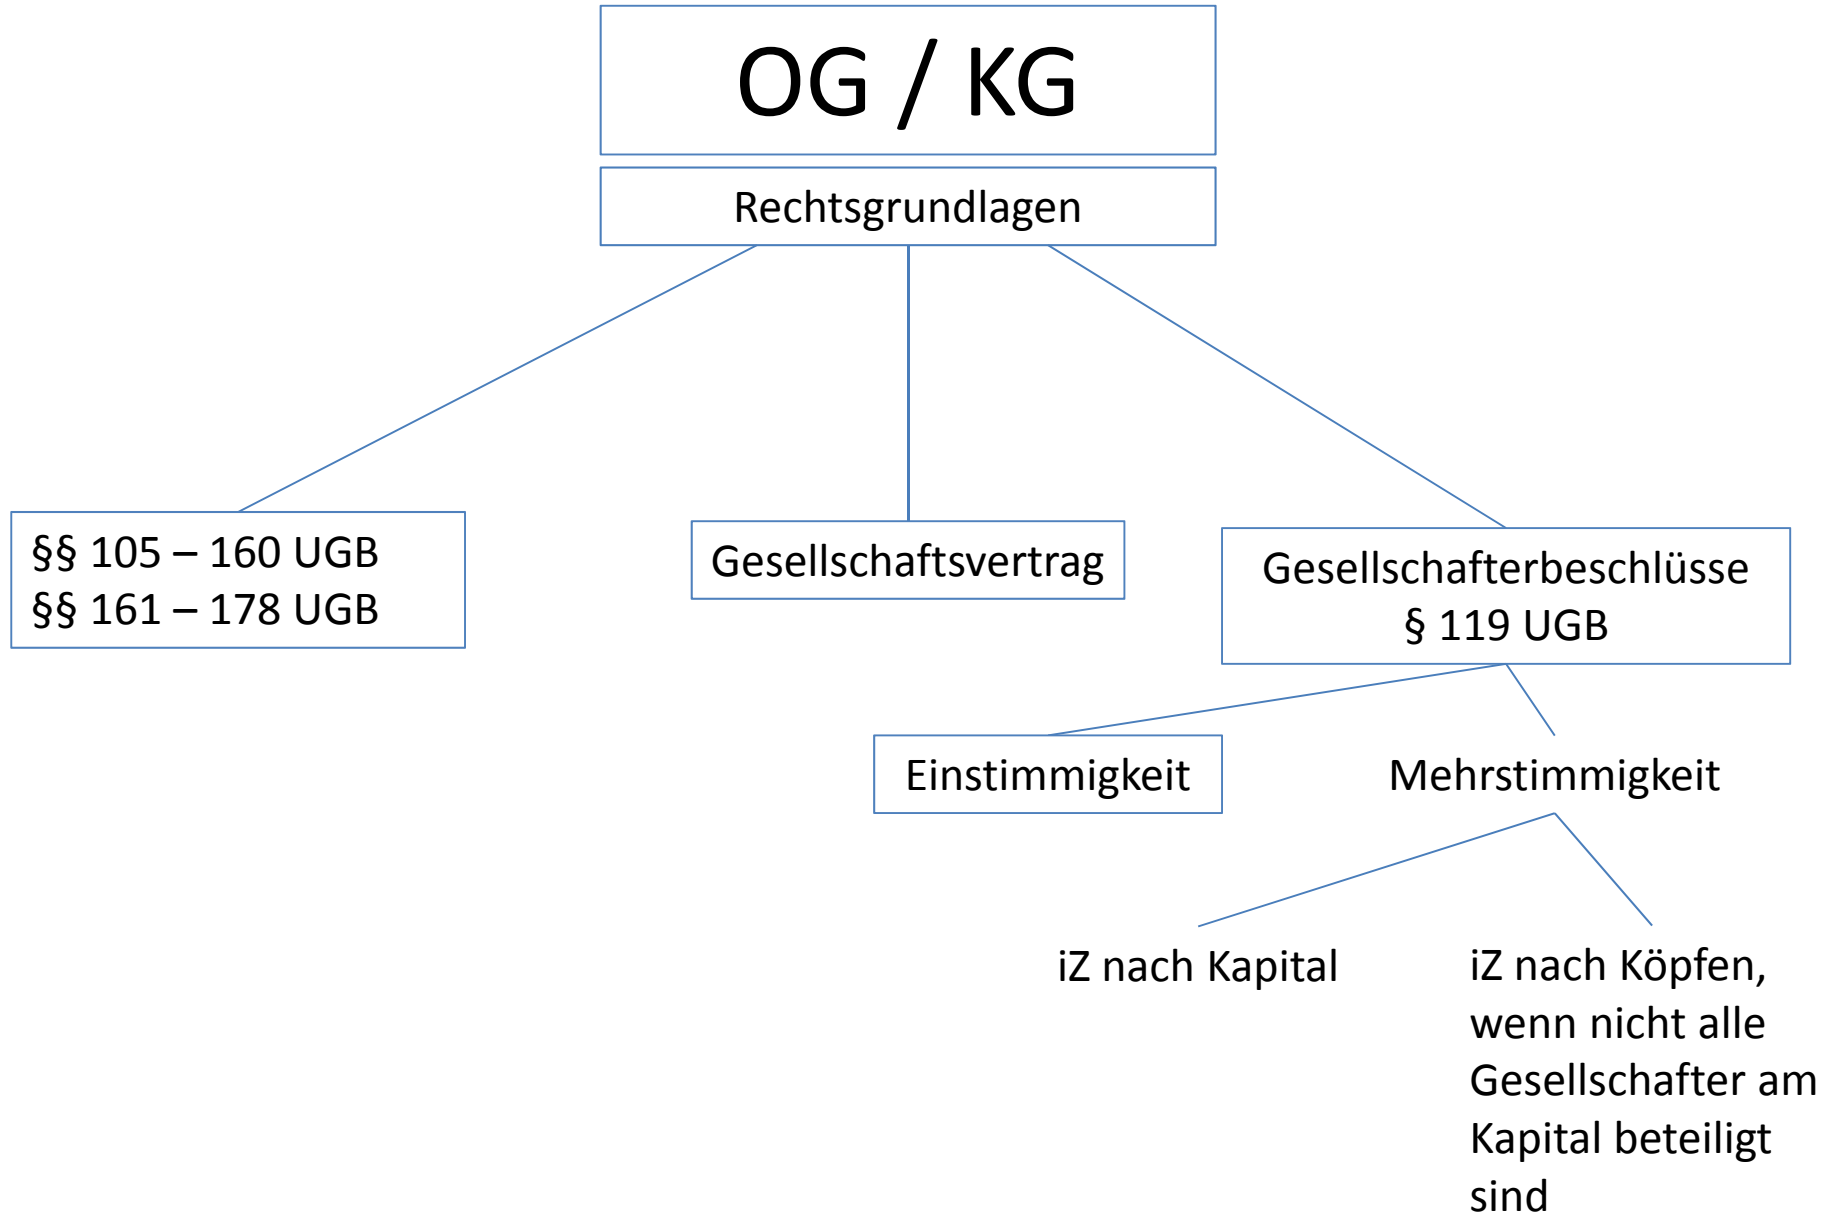 OG / KG
Rechtsgrundlagen
§§ 105 – 160 UGB
§§ 161 – 178 UGB
Gesellschaftsvertrag
Gesellschafterbeschlüsse
§ 119 UGB
Einstimmigkeit
Mehrstimmigkeit
iZ nach Kapital
iZ nach Köpfen,
wenn nicht alle
Gesellschafter am
Kapital beteiligt
sind